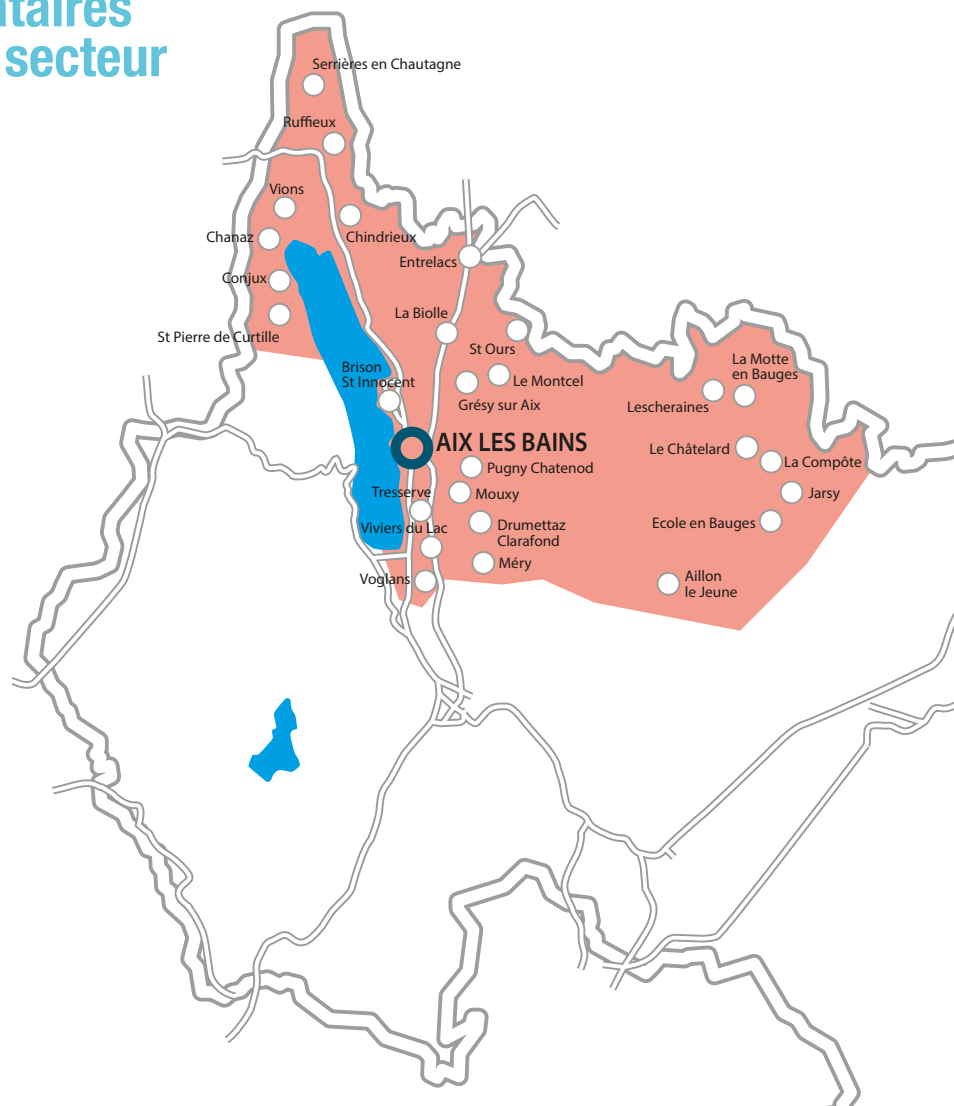 taires
secteur
Serrières en Chautagne
Ruffieux
Vions
Chanaz
Chindrieux
Entrelacs
Conjux
La Biolle
St Pierre de Curtille
St Ours
La Motte
en Bauges
Brison
St Innocent
Le Montcel
Grésy sur Aix
Lescheraines
AIX LES BAINS
Le Châtelard
La Compôte
Pugny Chatenod
Tresserve
Mouxy
Jarsy
Viviers du Lac
Drumettaz
Clarafond
Ecole en Bauges
Méry
Voglans
Aillon
le Jeune